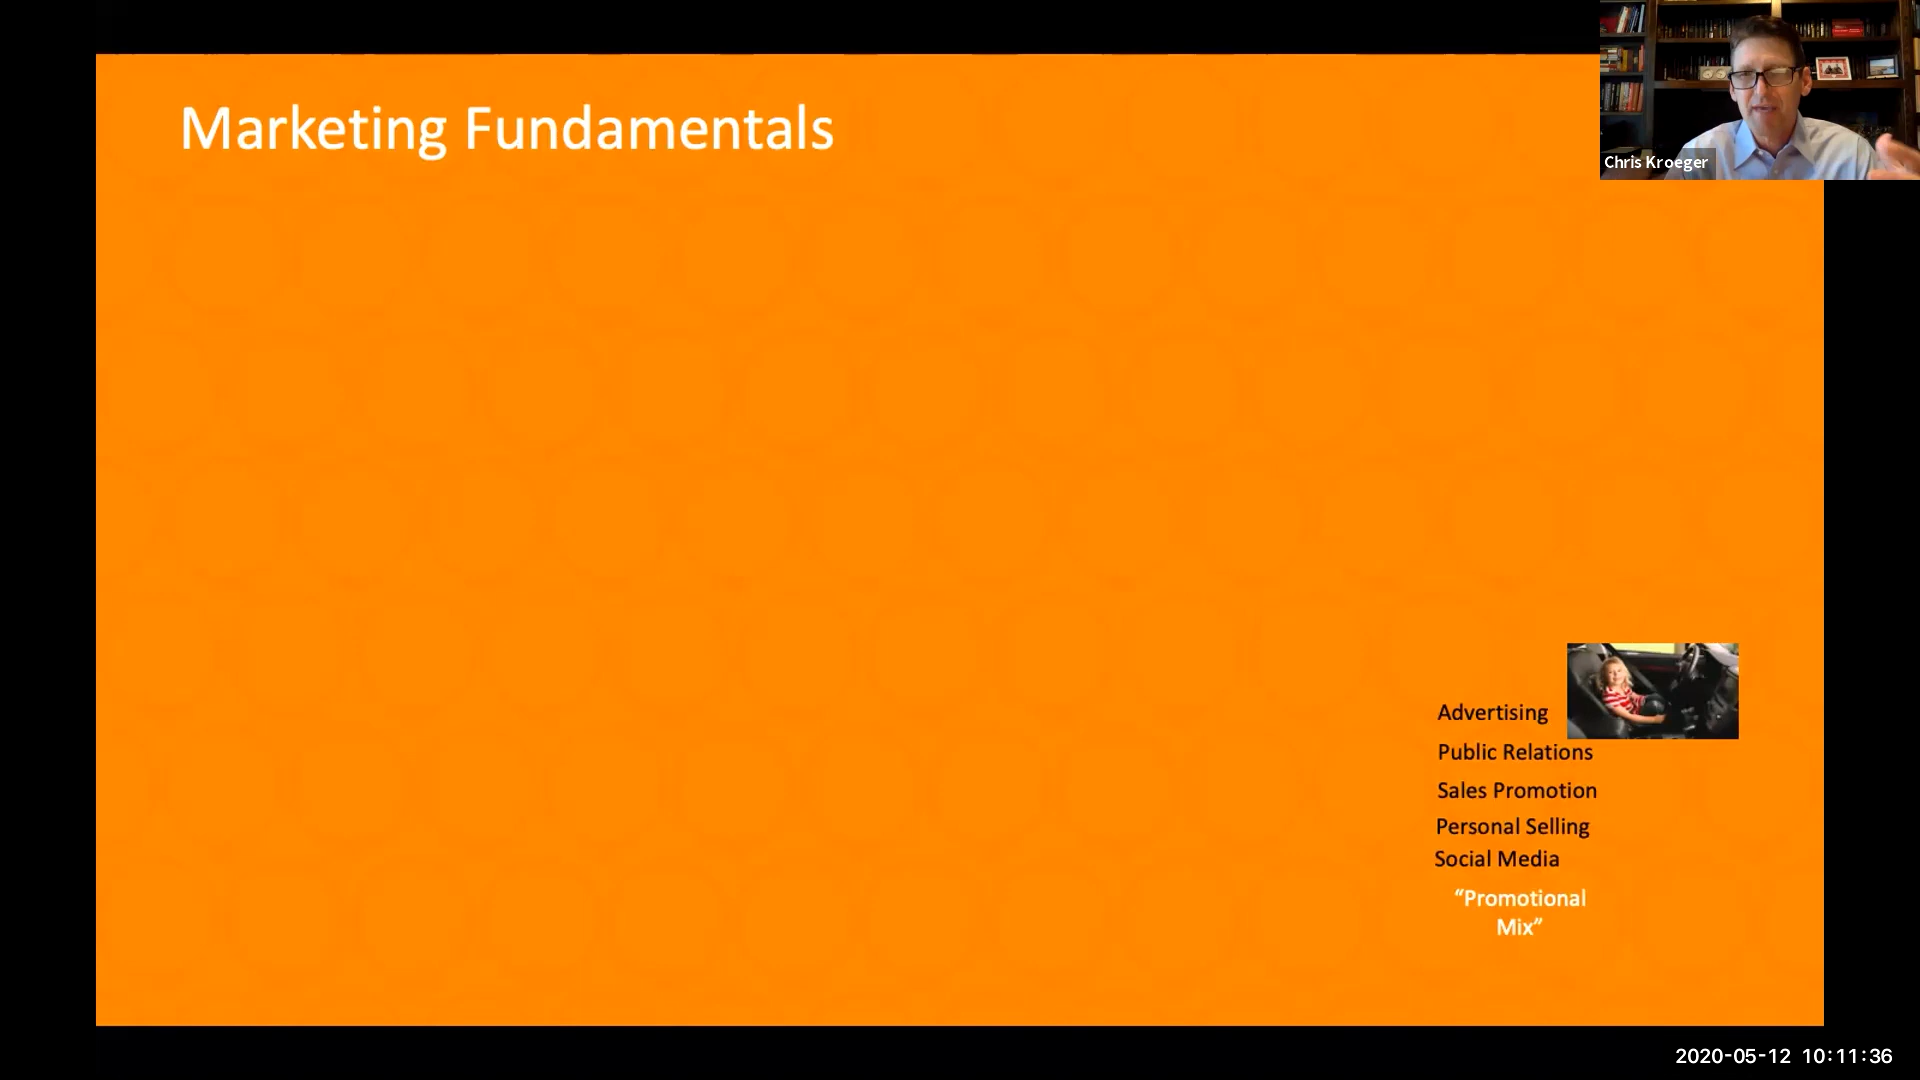 Marketing Fundamentals
Chris Kroeger
Advertising
Public Relations
Sales Promotion
Personal Selling
Social Media
“Promotional
Mix”
2020-05-12 10:11:36